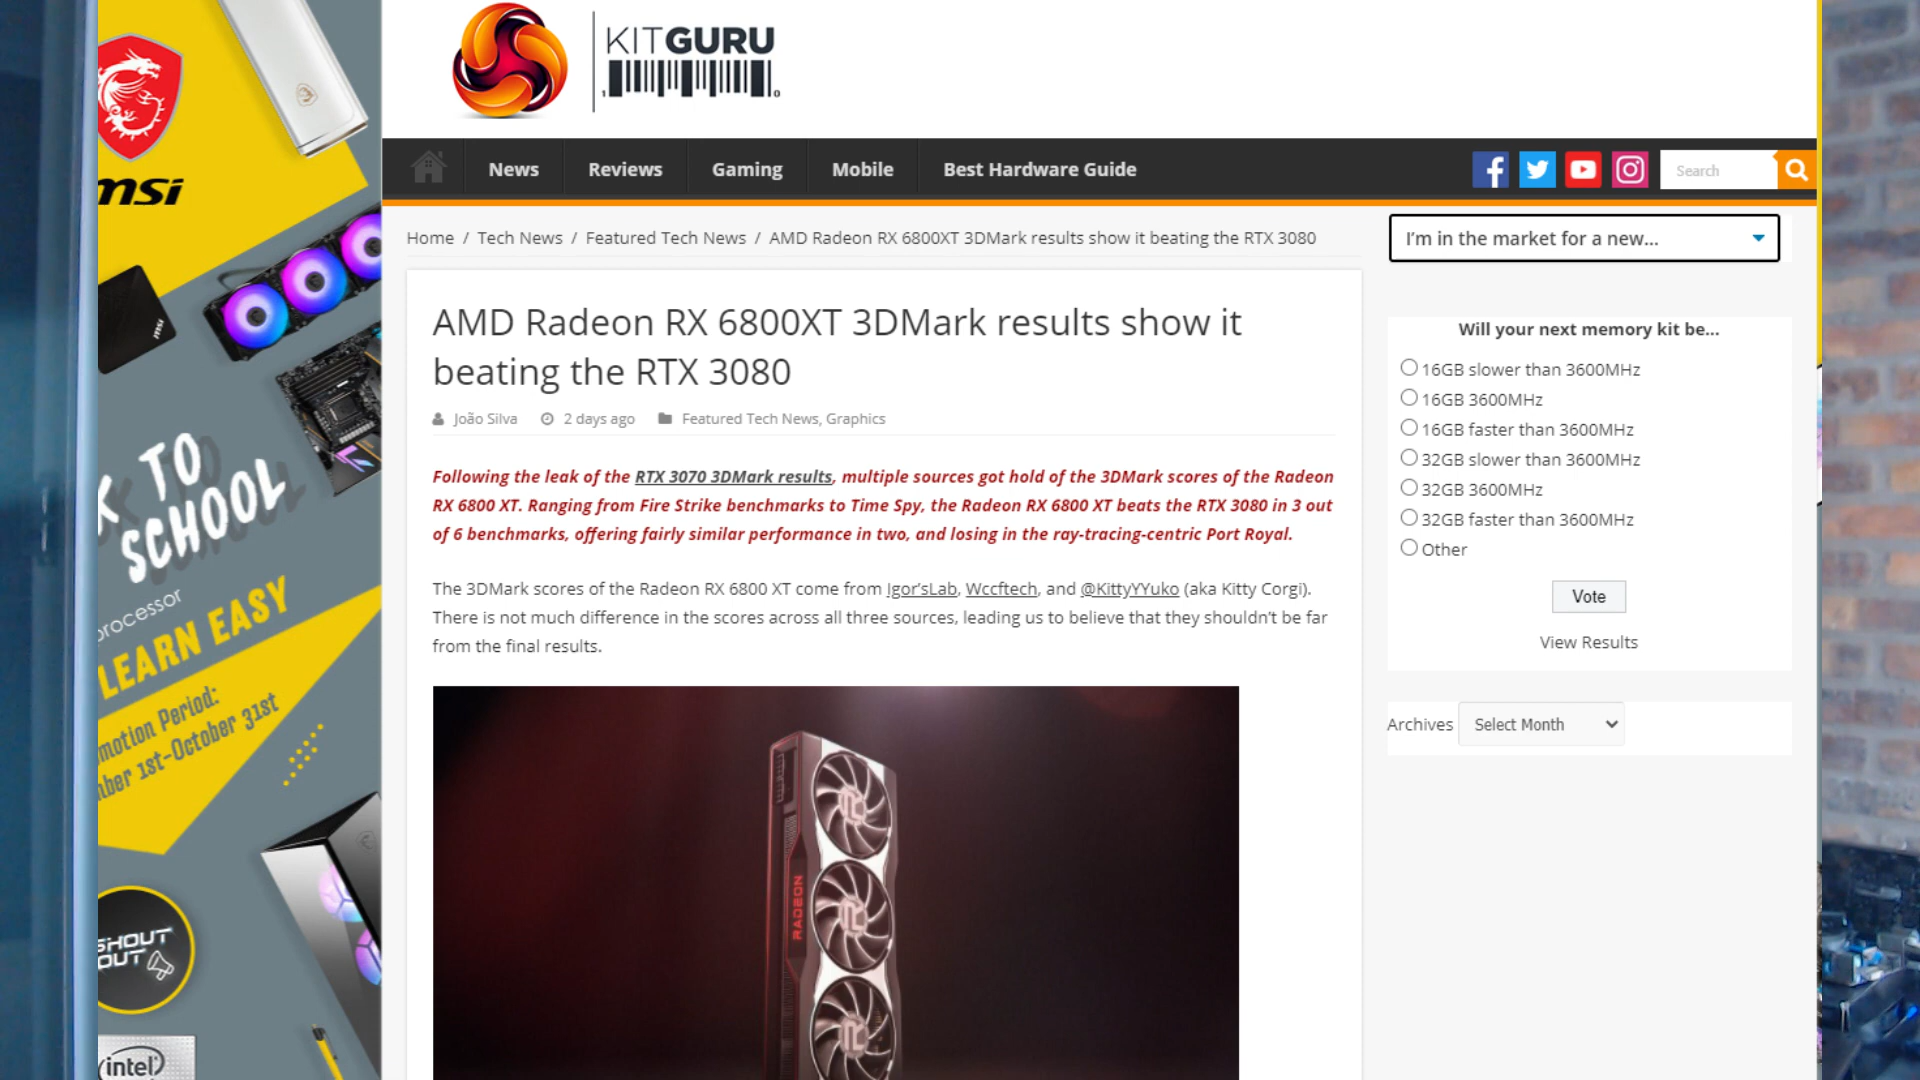 KITGURU
msi
News
Reviews
Gaming
Mobile
Best Hardware Guide
Search
Home / Tech News / Featured Tech News / AMD Radeon RX 6800XT 3DMark results show it beating the RTX 3080
I'm in the market for a new...
AMD Radeon RX 6800XT 3DMark results show it
beating the RTX 3080
João Silva 2 days ago Featured Tech News, Graphics
Following the leak of the RTX 3070 3DMark results, multiple sources got hold of the 3DMark scores of the Radeon
RX 6800 XT. Ranging from Fire Strike benchmarks to Time Spy, the Radeon RX 6800 XT beats the RTX 3080 in 3 out
of 6 benchmarks, offering fairly similar performance in two, and losing in the ray-tracing-centric Port Royal.
The 3DMark scores of the Radeon RX 6800 XT come from Igor'sLab, Wccftech, and @KittyYYuko (aka Kitty Corgi).
There is not much difference in the scores across all three sources, leading us to believe that they shouldn't be far
from the final results.
RADEON
Will your next memory kit be...
16GB slower than 3600MHz
16GB 3600MHz
16GB faster than 3600MHz
32GB slower than 3600MHz
32GB 3600MHz
32GB faster than 3600MHz
Other
Vote
View Results
Archives Select Month
msi
K TO
SCHOOL
rocessor
LEARN EASY
motion Period:
ber 1st-October 31st
SHOUT
OUT
intel